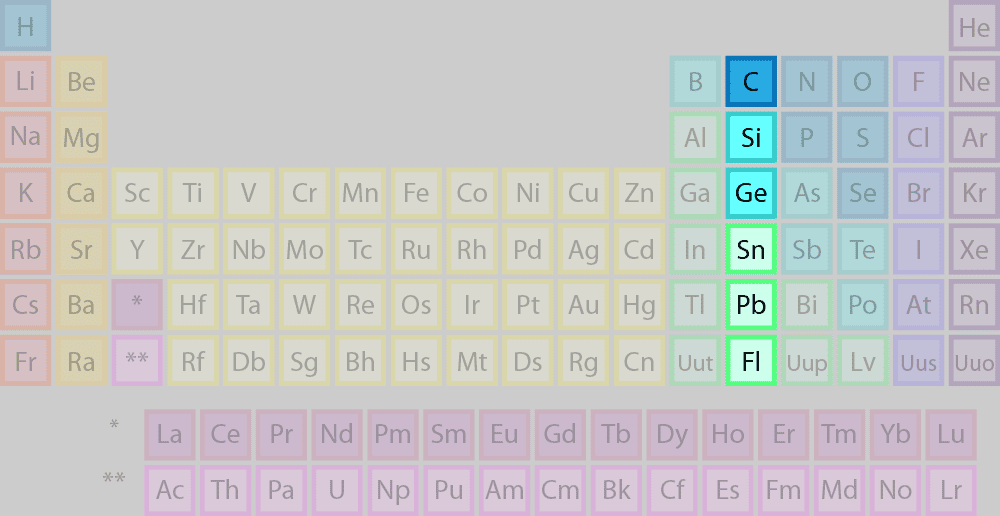 H He
Li Be B C N O F Ne
Na Mg Al Si P S Cl Ar
K Ca Sc Ti V Cr Mn Fe Co Ni Cu Zn Ga Ge As Se Br Kr
Rb Sr Y Zr Nb Mo Tc Ru Rh Pd Ag Cd In Sn Sb Te I Xe
Cs Ba * Hf Ta W Re Os Ir Pt Au Hg Tl Pb Bi Po At Rn
Fr Ra ** Rf Db Sg Bh Hs Mt Ds Rg Cn Uut Fl Uup Lv Uus Uuo
* La Ce Pr Nd Pm Sm Eu Gd Tb Dy Ho Er Tm Yb Lu
** Ac Th Pa U Np Pu Am Cm Bk Cf Es Fm Md No Lr